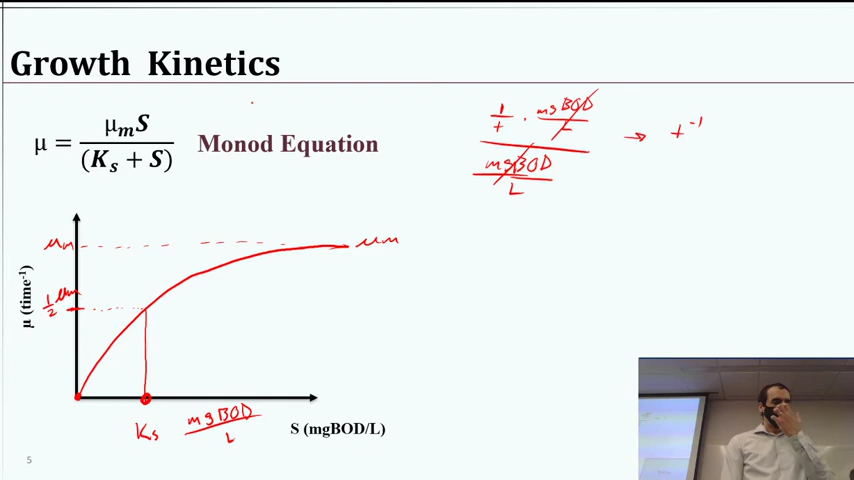 Growth Kinetics
μ = μmS / (Ks + S)
Monod Equation
1/t · mgBOD/L
mgBOD/L
→ t⁻¹
μm
μm
1/2 μm
μ (time⁻¹)
Ks mgBOD/L
S (mgBOD/L)
5